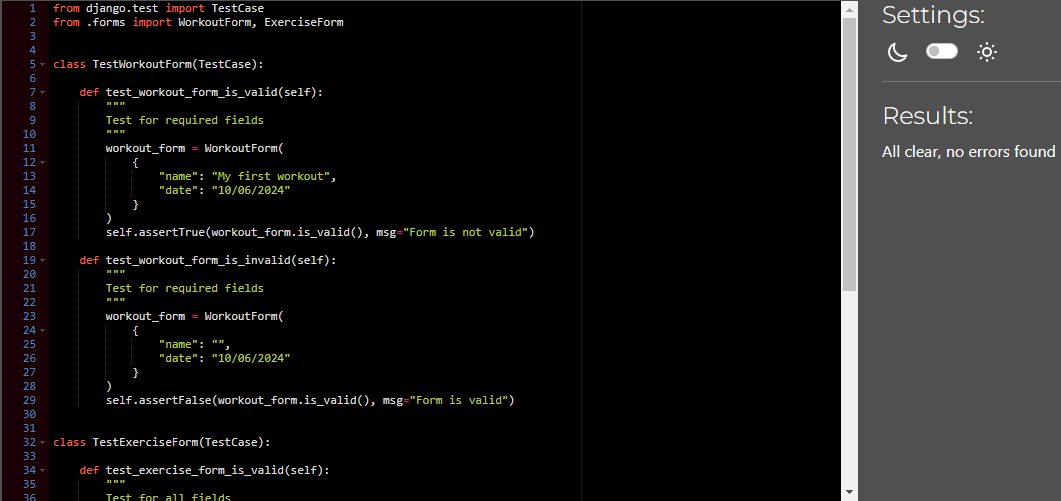 1 from django.test import TestCase
2 from .forms import WorkoutForm, ExerciseForm
3
4
5 class TestWorkoutForm(TestCase):
6
7     def test_workout_form_is_valid(self):
8         """
9         Test for required fields
10         """
11         workout_form = WorkoutForm(
12             {
13                 "name": "My first workout",
14                 "date": "10/06/2024"
15             }
16         )
17         self.assertTrue(workout_form.is_valid(), msg="Form is not valid")
18
19     def test_workout_form_is_invalid(self):
20         """
21         Test for required fields
22         """
23         workout_form = WorkoutForm(
24             {
25                 "name": "",
26                 "date": "10/06/2024"
27             }
28         )
29         self.assertFalse(workout_form.is_valid(), msg="Form is valid")
30
31
32 class TestExerciseForm(TestCase):
33
34     def test_exercise_form_is_valid(self):
35         """
36         Test for all fields
Settings:
Results:
All clear, no errors found